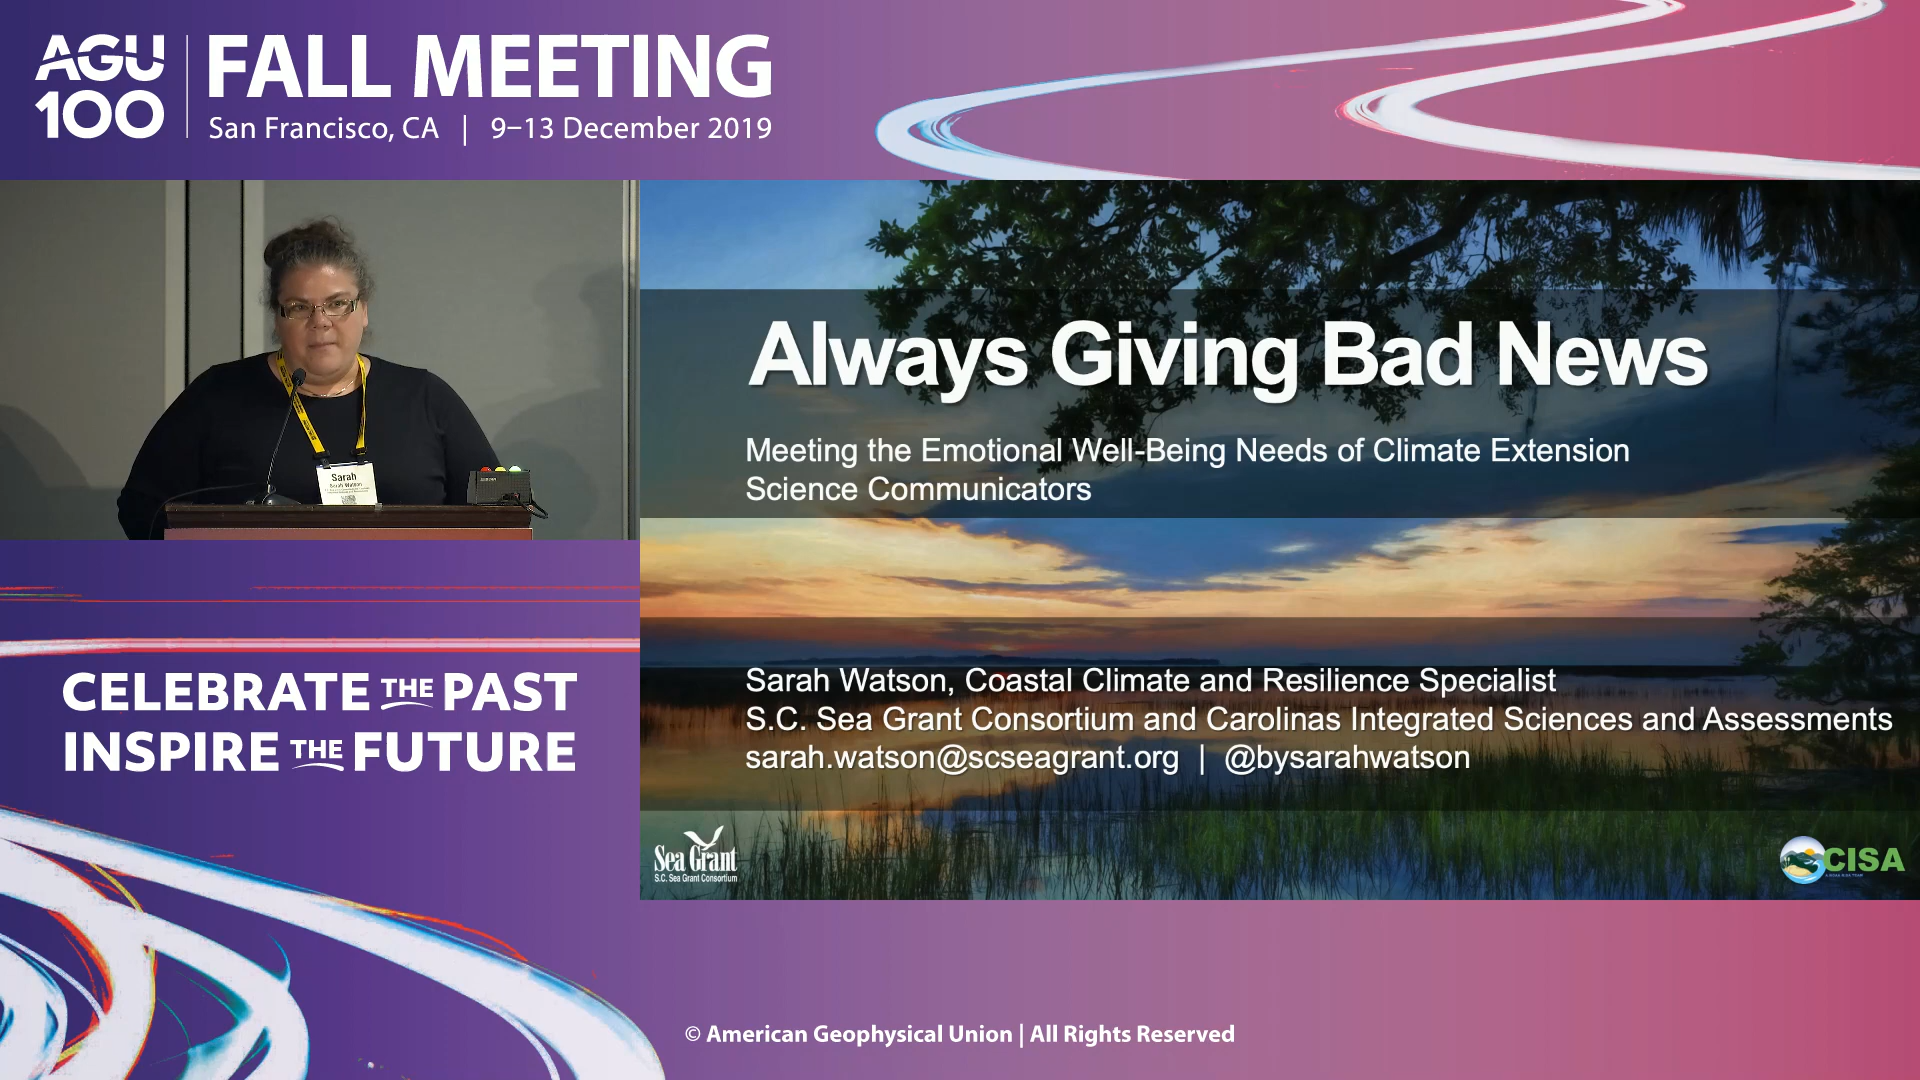 AGU
100
FALL MEETING
San Francisco, CA | 9–13 December 2019
Sarah
Sarah Watson
Always Giving Bad News
Meeting the Emotional Well-Being Needs of Climate Extension
Science Communicators
Sarah Watson, Coastal Climate and Resilience Specialist
S.C. Sea Grant Consortium and Carolinas Integrated Sciences and Assessments
sarah.watson@scseagrant.org | @bysarahwatson
Sea Grant
S.C. Sea Grant Consortium
CISA
CELEBRATE THE PAST
INSPIRE THE FUTURE
© American Geophysical Union | All Rights Reserved